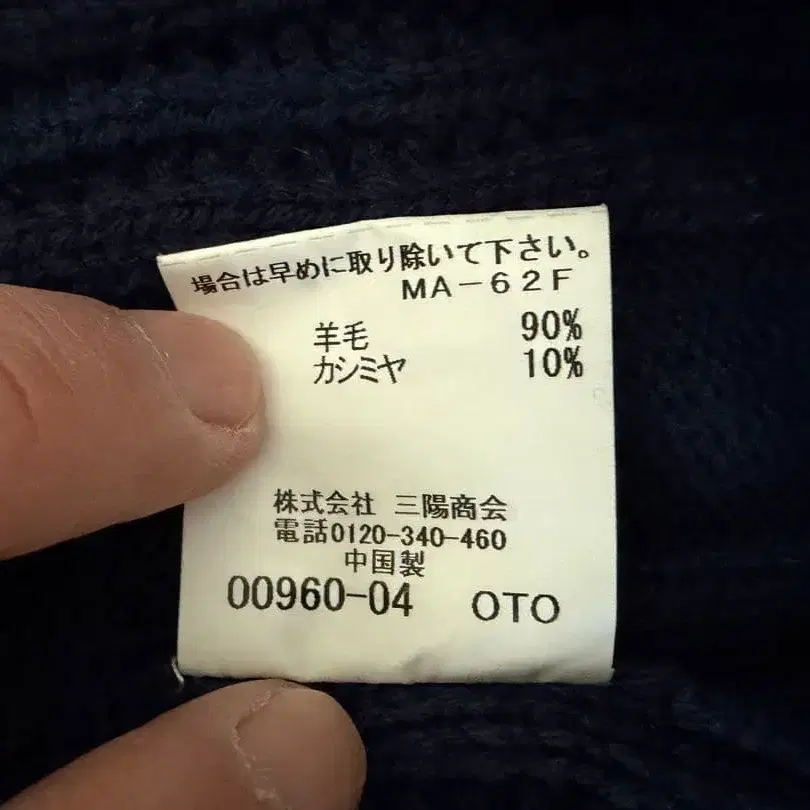 場合は早めに取り除いて下さい。
MA-62F
羊毛 90%
カシミヤ 10%
株式会社 三陽商会
電話0120-340-460
中国製
00960-04 OTO